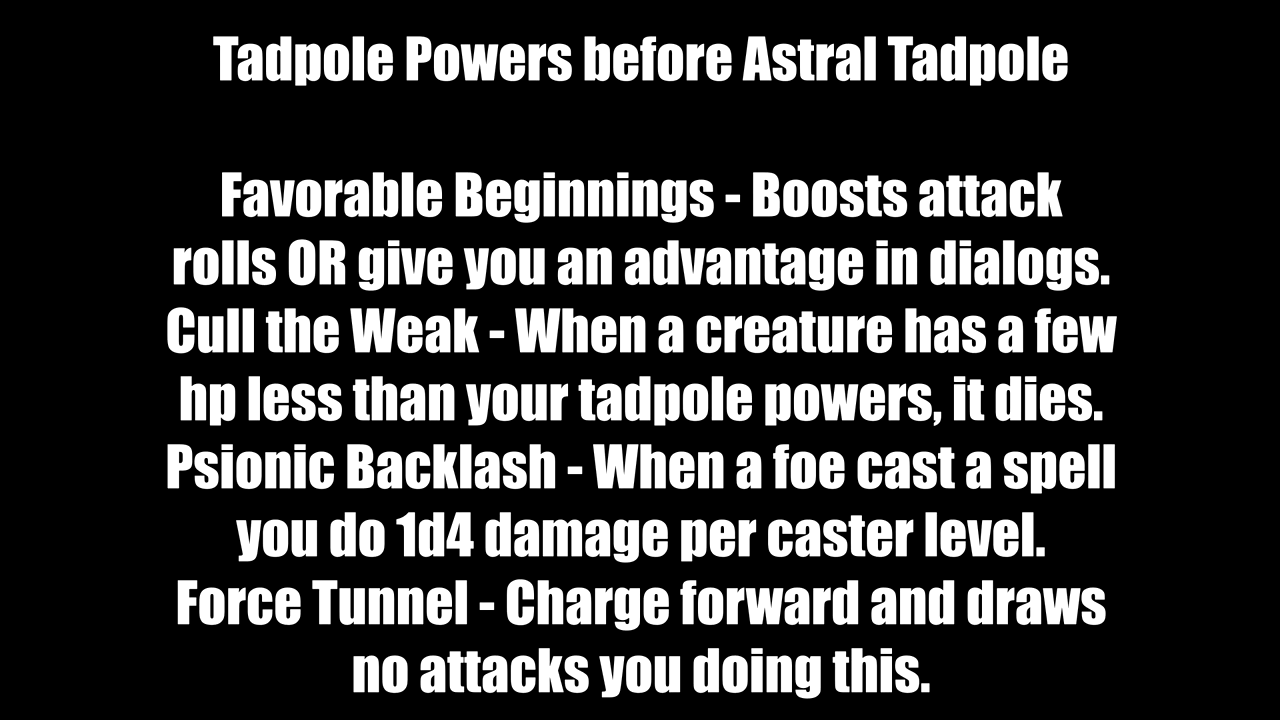 Tadpole Powers before Astral Tadpole
Favorable Beginnings - Boosts attack
rolls OR give you an advantage in dialogs.
Cull the Weak - When a creature has a few
hp less than your tadpole powers, it dies.
Psionic Backlash - When a foe cast a spell
you do 1d4 damage per caster level.
Force Tunnel - Charge forward and draws
no attacks you doing this.